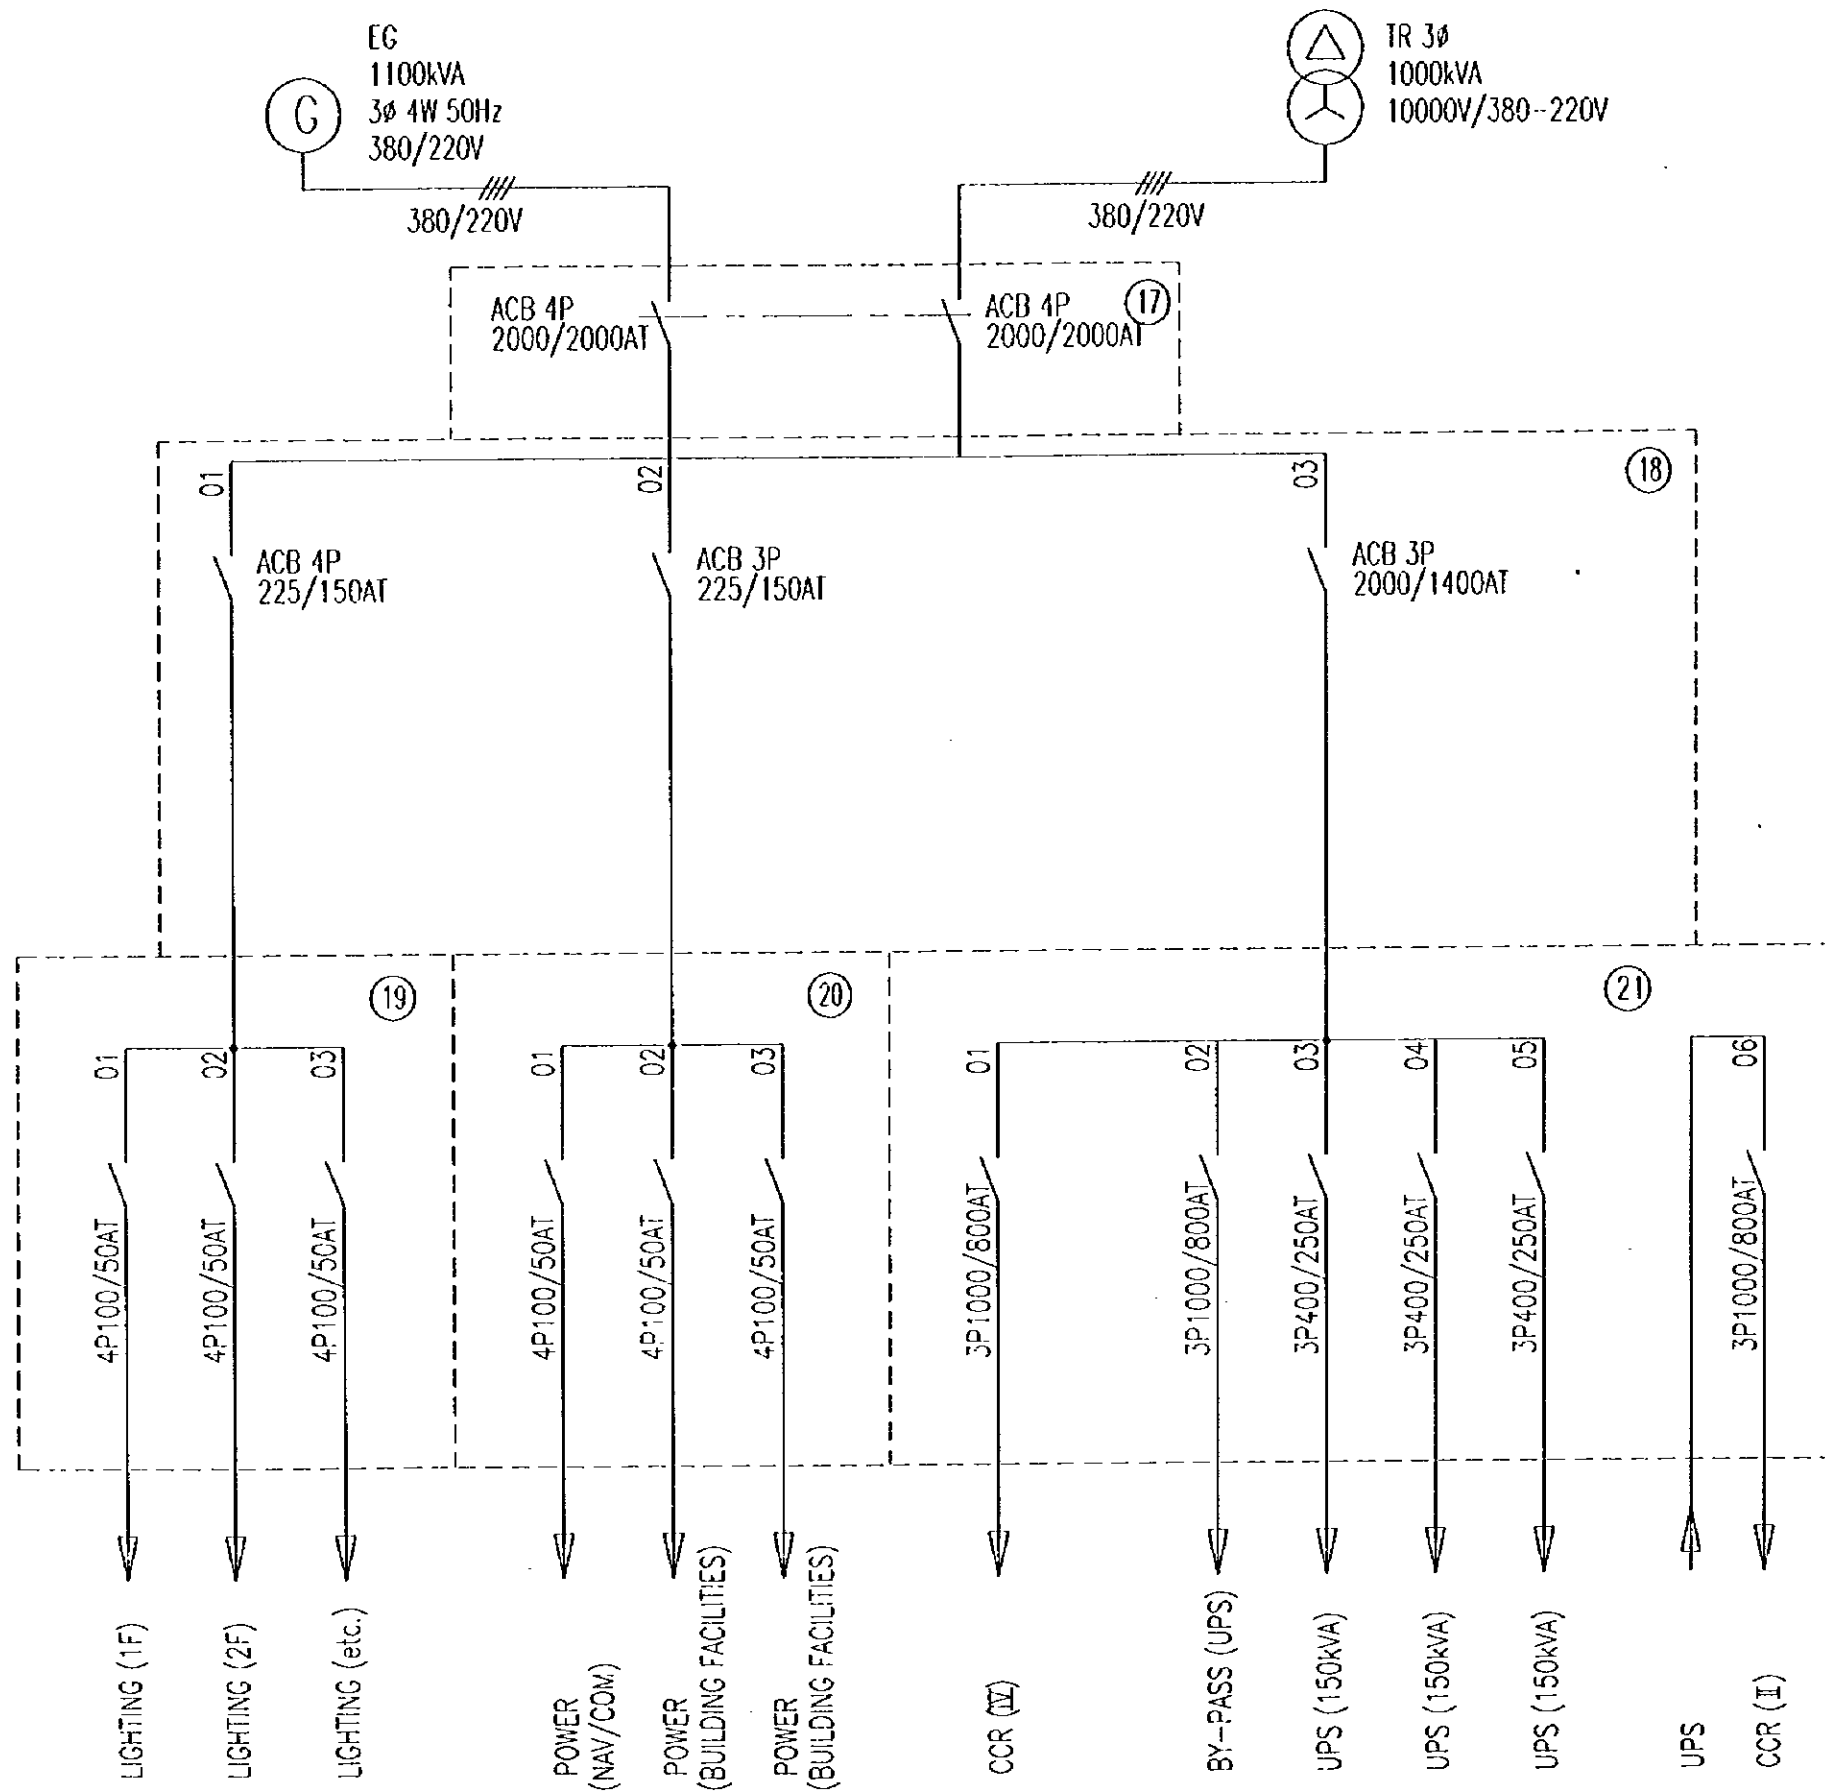 EG
1100kVA
3ø 4W 50Hz
380/220V
G
TR 3ø
1000kVA
10000V/380-220V
380/220V
380/220V
ACB 4P
2000/2000AT
ACB 4P
2000/2000AT
17
18
01
02
03
ACB 4P
225/150AT
ACB 3P
225/150AT
ACB 3P
2000/1400AT
19
20
21
01
02
03
01
02
03
01
02
03
04
05
06
4P100/50AT
4P100/50AT
4P100/50AT
4P100/50AT
4P100/50AT
4P100/50AT
3P1000/800AT
3P1000/800AT
3P400/250AT
3P400/250AT
3P400/250AT
3P1000/800AT
LIGHTING (1F)
LIGHTING (2F)
LIGHTING (etc.)
POWER
(NAV/COM)
POWER
(BUILDING FACILITIES)
POWER
(BUILDING FACILITIES)
CCR (Ⅳ)
BY-PASS (UPS)
UPS (150kVA)
UPS (150kVA)
UPS (150kVA)
UPS
CCR (Ⅱ)